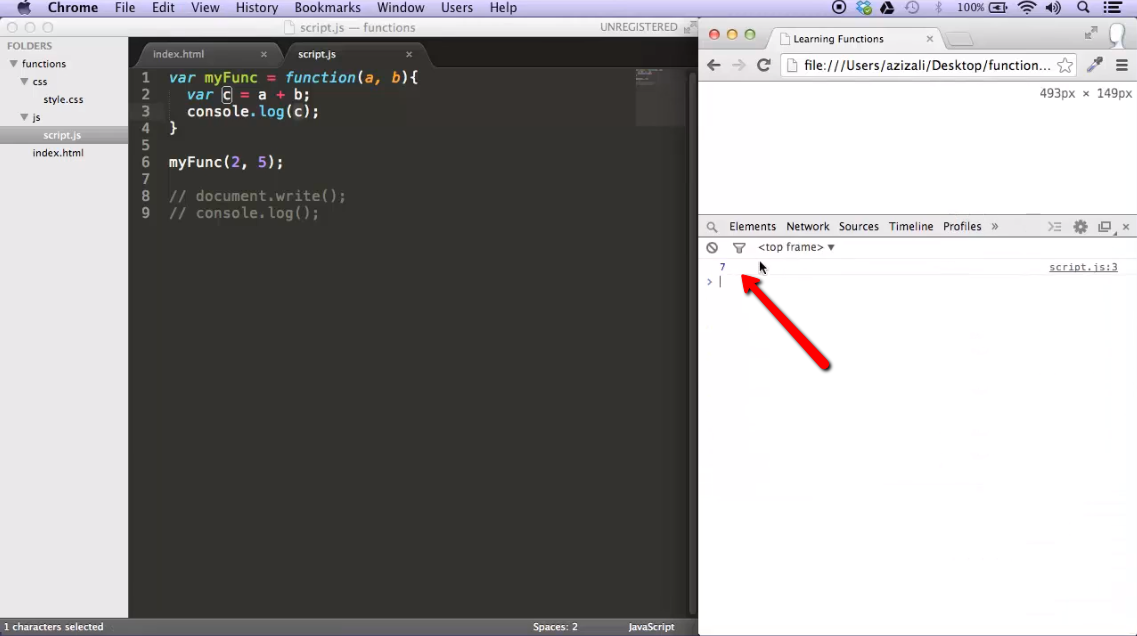 Chrome File Edit View History Bookmarks Window Users Help 100%
script.js — functions UNREGISTERED
FOLDERS
functions
css
style.css
js
script.js
index.html
index.html × script.js ×
1 var myFunc = function(a, b){
2 var c = a + b;
3 console.log(c);
4 }
5
6 myFunc(2, 5);
7
8 // document.write();
9 // console.log();
1 characters selected Spaces: 2 JavaScript
Learning Functions ×
file:///Users/azizali/Desktop/function...
493px × 149px
Elements Network Sources Timeline Profiles » ×
<top frame> ▼
7 script.js:3
>